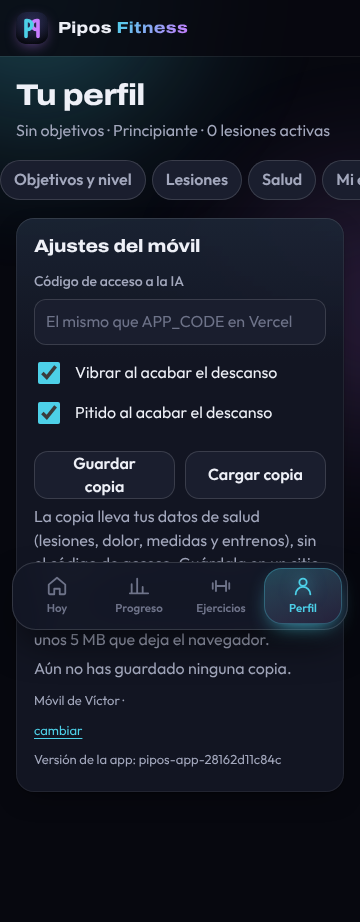 Pipos Fitness
Tu perfil
Sin objetivos · Principiante · 0 lesiones activas
Objetivos y nivel
Lesiones
Salud
Mi
Ajustes del móvil
Código de acceso a la IA
El mismo que APP_CODE en Vercel
Vibrar al acabar el descanso
Pitido al acabar el descanso
Guardar
copia
Cargar copia
La copia lleva tus datos de salud
(lesiones, dolor, medidas y entrenos), sin
Hoy
Progreso
Ejercicios
Perfil
unos 5 MB que deja el navegador.
Aún no has guardado ninguna copia.
Móvil de Víctor ·
cambiar
Versión de la app: pipos-app-28162d11c84c